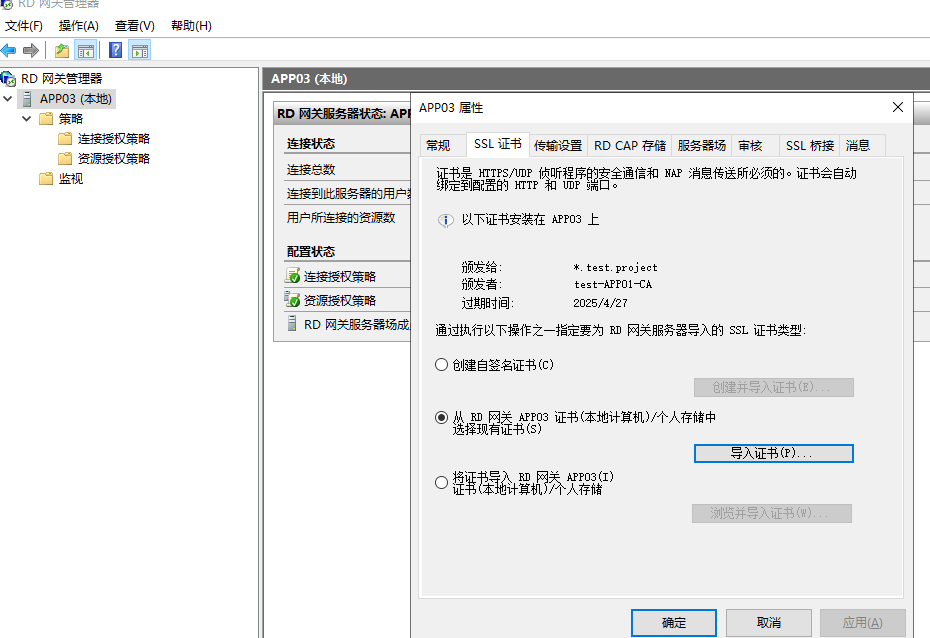 RD 网关管理器
文件(F) 操作(A) 查看(V) 帮助(H)
RD 网关管理器
APP03 (本地)
策略
连接授权策略
资源授权策略
监视
APP03 (本地)
RD 网关服务器状态: APP
连接状态
连接总数
连接到此服务器的用户数
用户所连接的资源数
配置状态
连接授权策略
资源授权策略
RD 网关服务器场成
APP03 属性
常规 SSL 证书 传输设置 RD CAP 存储 服务器场 审核 SSL 桥接 消息
证书是 HTTPS/UDP 侦听程序的安全通信和 NAP 消息传送所必须的。证书会自动
绑定到配置的 HTTP 和 UDP 端口。
以下证书安装在 APP03 上
颁发给: *.test.project
颁发者: test-APP01-CA
过期时间: 2025/4/27
通过执行以下操作之一指定要为 RD 网关服务器导入的 SSL 证书类型:
创建自签名证书(C)
创建并导入证书(E)...
从 RD 网关 APP03 证书(本地计算机)/个人存储中
选择现有证书(S)
导入证书(P)...
将证书导入 RD 网关 APP03(I)
证书(本地计算机)/个人存储
浏览并导入证书(W)...
确定 取消 应用(A)